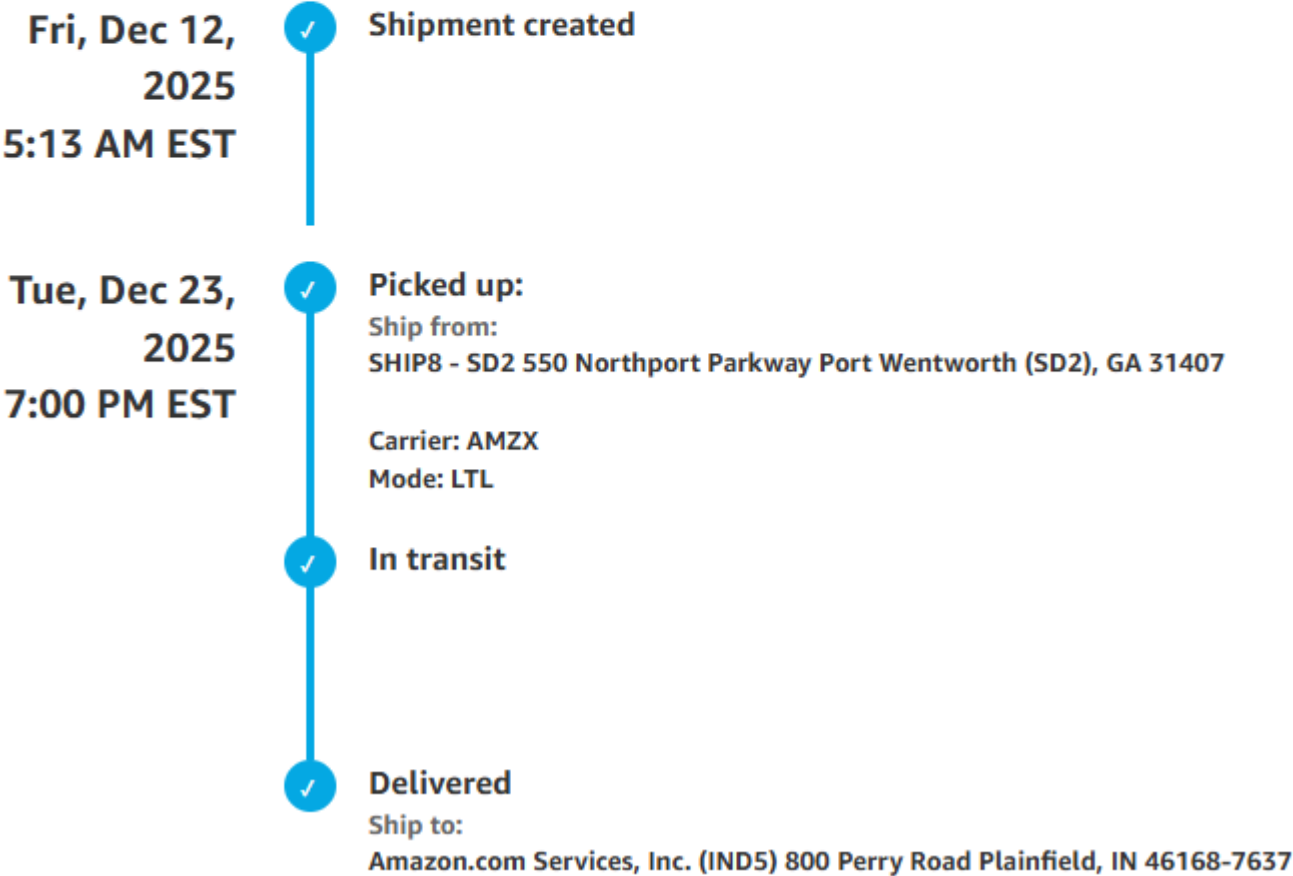 Fri, Dec 12,
2025
5:13 AM EST
Shipment created
Tue, Dec 23,
2025
7:00 PM EST
Picked up:
Ship from:
SHIP8 - SD2 550 Northport Parkway Port Wentworth (SD2), GA 31407
Carrier: AMZX
Mode: LTL
In transit
Delivered
Ship to:
Amazon.com Services, Inc. (IND5) 800 Perry Road Plainfield, IN 46168-7637